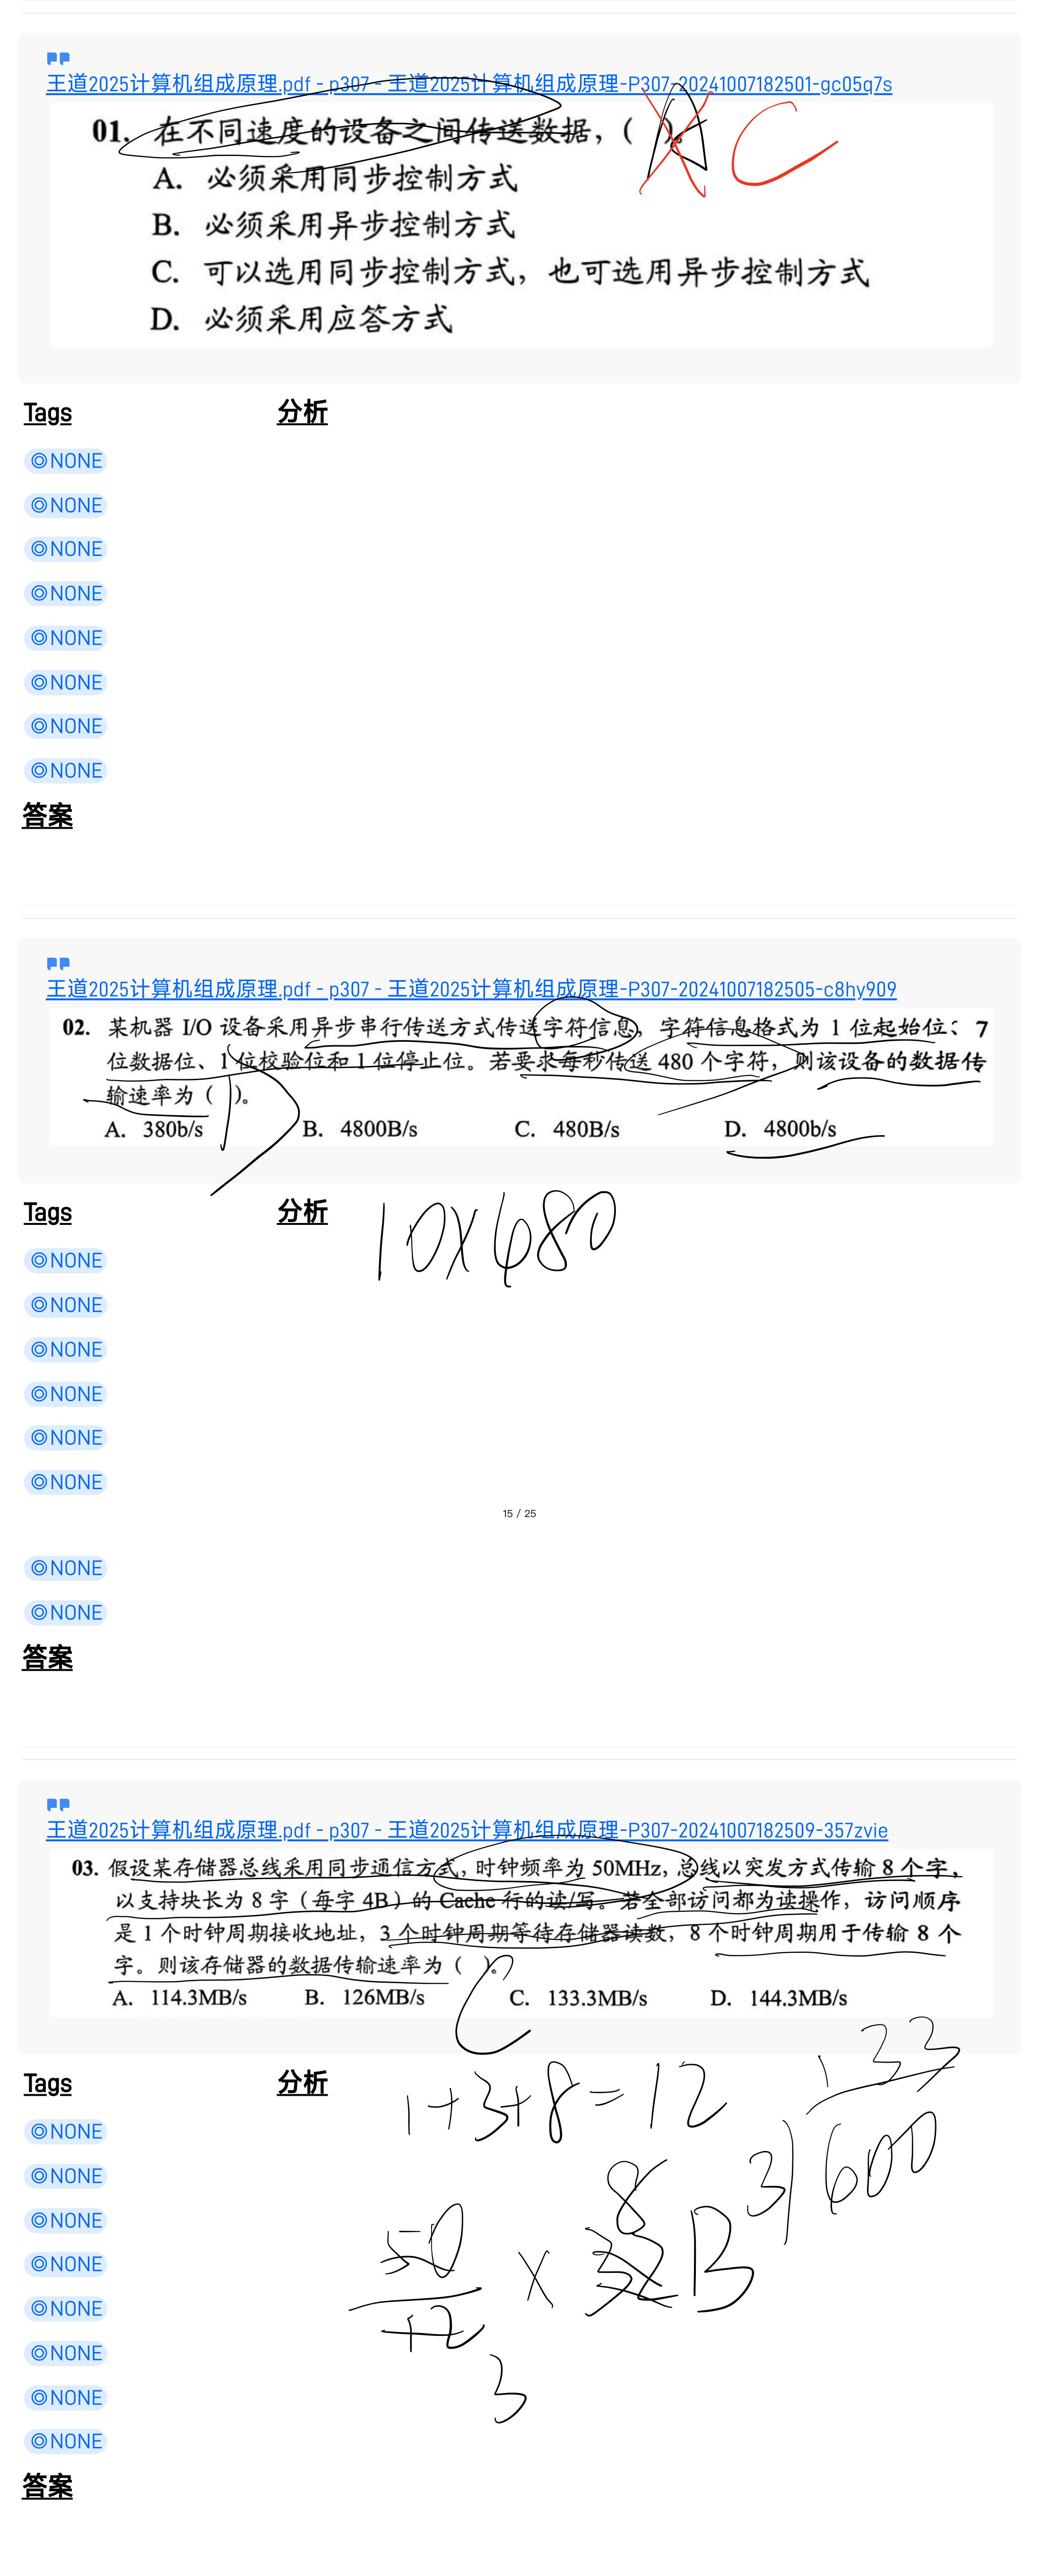 王道2025计算机组成原理.pdf - p307 - 王道2025计算机组成原理-P307-20241007182501-gc05q7s
01. 在不同速度的设备之间传送数据，（ ）。
C
A. 必须采用同步控制方式
B. 必须采用异步控制方式
C. 可以选用同步控制方式，也可选用异步控制方式
D. 必须采用应答方式
Tags
分析
◎NONE
◎NONE
◎NONE
◎NONE
◎NONE
◎NONE
◎NONE
◎NONE
答案
王道2025计算机组成原理.pdf - p307 - 王道2025计算机组成原理-P307-20241007182505-c8hy909
02. 某机器 I/O 设备采用异步串行传送方式传送字符信息，字符信息格式为 1 位起始位、7
位数据位、1 位校验位和 1 位停止位。若要求每秒传送 480 个字符，则该设备的数据传
输速率为（ ）。
A. 380b/s B. 4800B/s C. 480B/s D. 4800b/s
Tags
分析
10×480
◎NONE
◎NONE
◎NONE
◎NONE
◎NONE
◎NONE
15 / 25
◎NONE
◎NONE
答案
王道2025计算机组成原理.pdf - p307 - 王道2025计算机组成原理-P307-20241007182509-357zvie
03. 假设某存储器总线采用同步通信方式，时钟频率为 50MHz，总线以突发方式传输 8 个字，
以支持块长为 8 字（每字 4B）的 Cache 行的读/写。若全部访问都为读操作，访问顺序
是 1 个时钟周期接收地址，3 个时钟周期等待存储器读数，8 个时钟周期用于传输 8 个
字。则该存储器的数据传输速率为（ ）。
C
A. 114.3MB/s B. 126MB/s C. 133.3MB/s D. 144.3MB/s
Tags
分析
1+3+8=12
133
3)600
50
× 8 B
12
3
◎NONE
◎NONE
◎NONE
◎NONE
◎NONE
◎NONE
◎NONE
◎NONE
答案